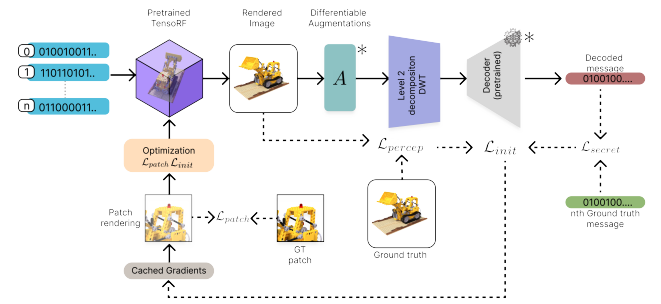 Pretrained
TensoRF
Rendered
Image
Differentiable
Augmentations
0 010010011..
1 110110101..
n 011000011..
A *
Level 2
decompositon
DWT
Decoder
(pretrained)
*
Decoded
message
0100100....
Optimization
ℒpatch ℒinit
ℒpercep
ℒinit
ℒsecret
Patch
rendering
ℒpatch
GT
patch
Ground truth
0100100....
nth Ground truth
message
Cached Gradients